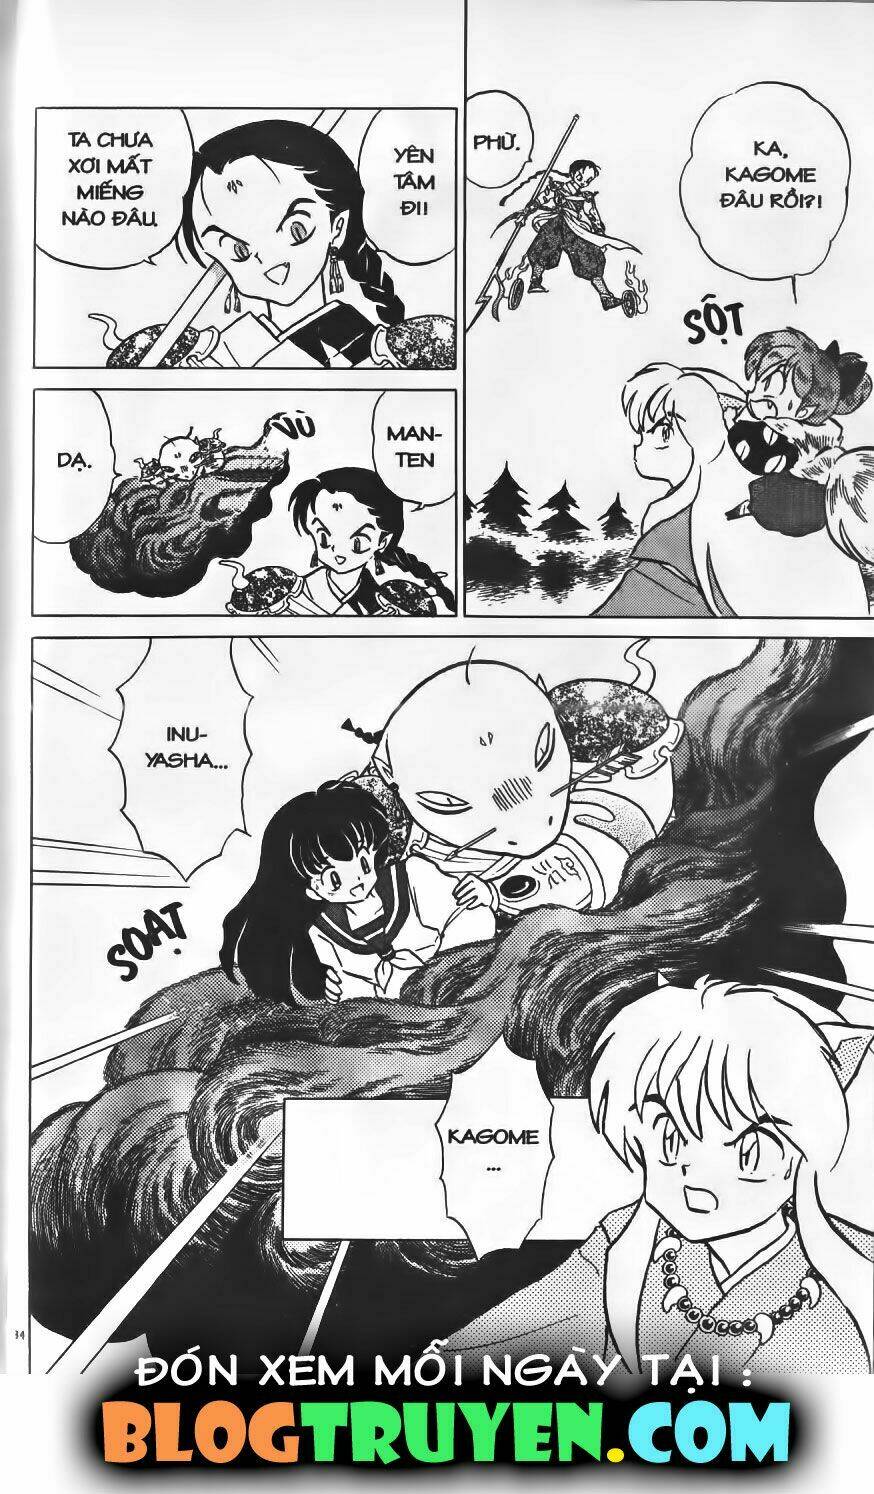 KA,
KAGOME
ĐÂU RỒI?!
PHỪ.
SỘT
YÊN
TÂM
ĐI!
TA CHƯA
XƠI MẤT
MIẾNG
NÀO ĐÂU.
MAN-
TEN
VÙ
DẠ.
INU-
YASHA...
SOẠT
KAGOME
...
34
ĐÓN XEM MỖI NGÀY TẠI :
BLOGTRUYEN.COM